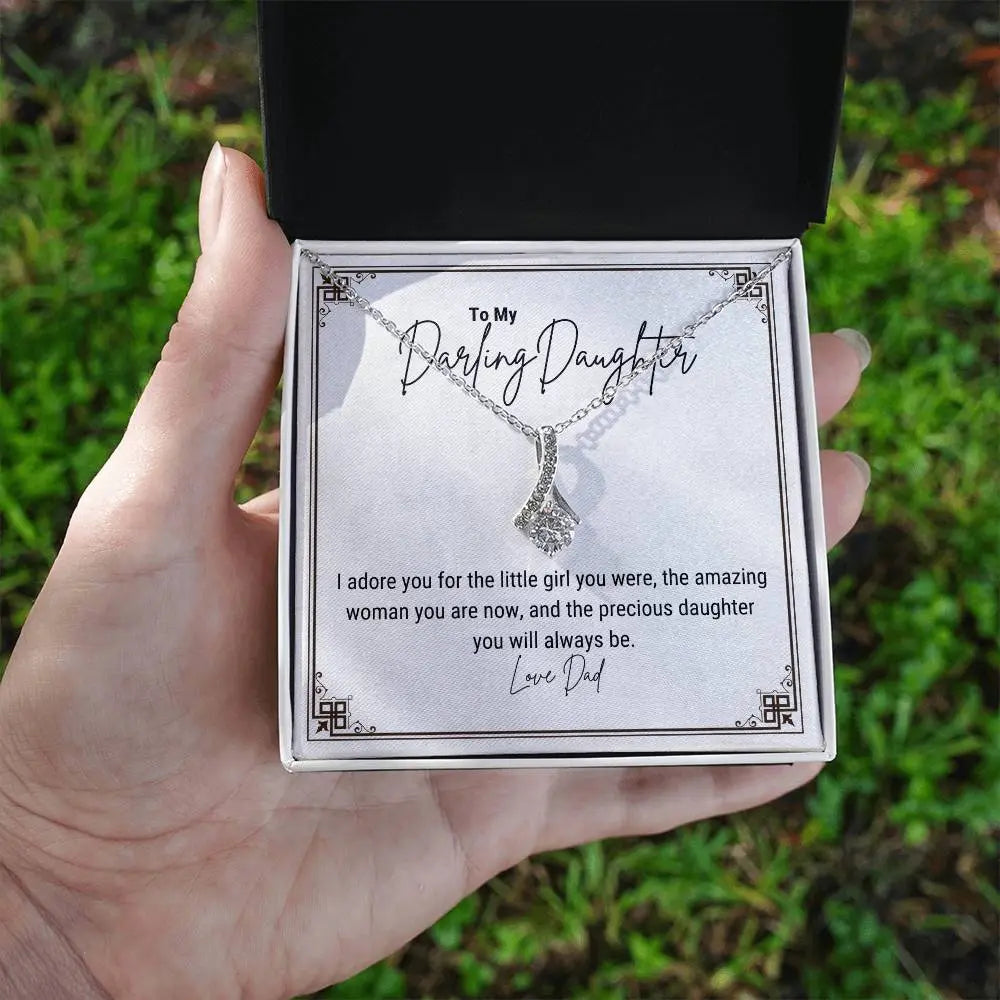 To My
Darling Daughter
I adore you for the little girl you were, the amazing
woman you are now, and the precious daughter
you will always be.
Love Dad